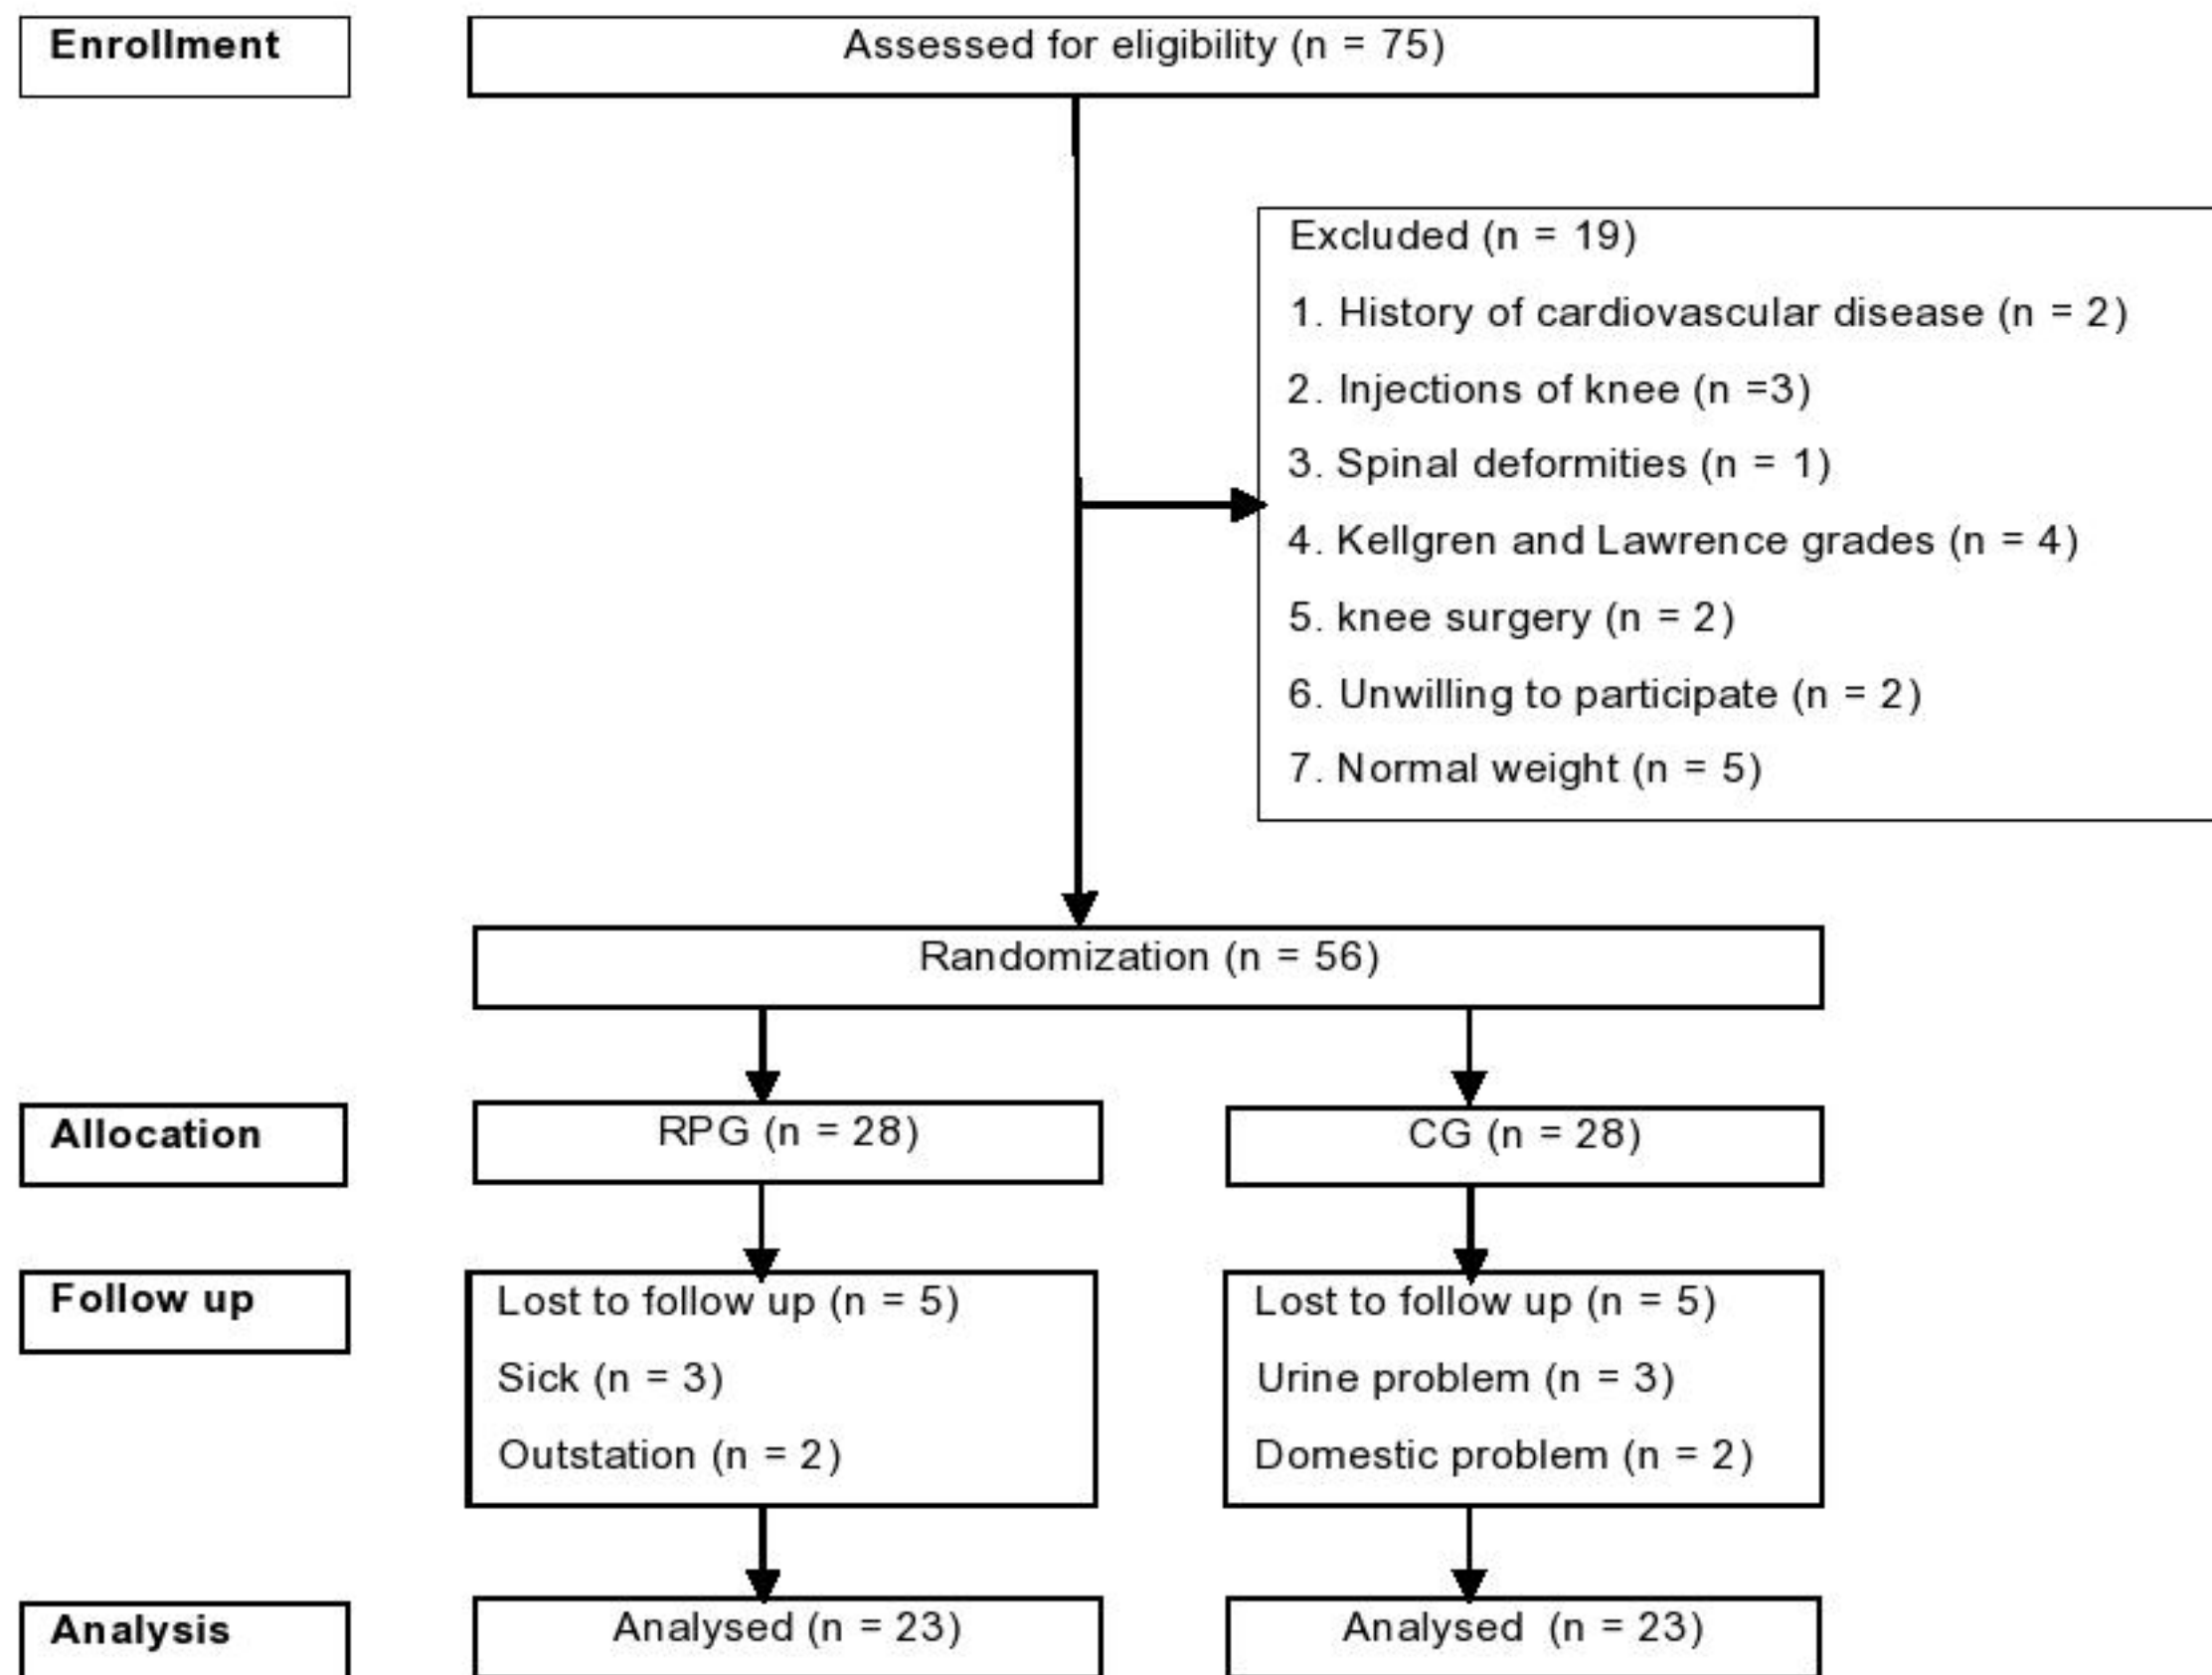 Enrollment
Assessed for eligibility (n = 75)
Excluded (n = 19)
1. History of cardiovascular disease (n = 2)
2. Injections of knee (n =3)
3. Spinal deformities (n = 1)
4. Kellgren and Lawrence grades (n = 4)
5. knee surgery (n = 2)
6. Unwilling to participate (n = 2)
7. Normal weight (n = 5)
Randomization (n = 56)
Allocation
RPG (n = 28)
CG (n = 28)
Follow up
Lost to follow up (n = 5)
Sick (n = 3)
Outstation (n = 2)
Lost to follow up (n = 5)
Urine problem (n = 3)
Domestic problem (n = 2)
Analysis
Analysed (n = 23)
Analysed (n = 23)